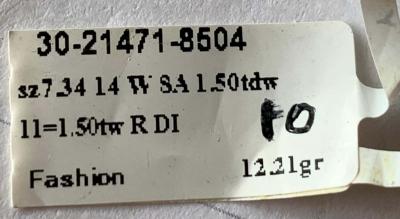 30-21471-8504
sz7.34 14 W SA 1.50tdw
11=1.50tw R DI
FO
Fashion 12.21gr